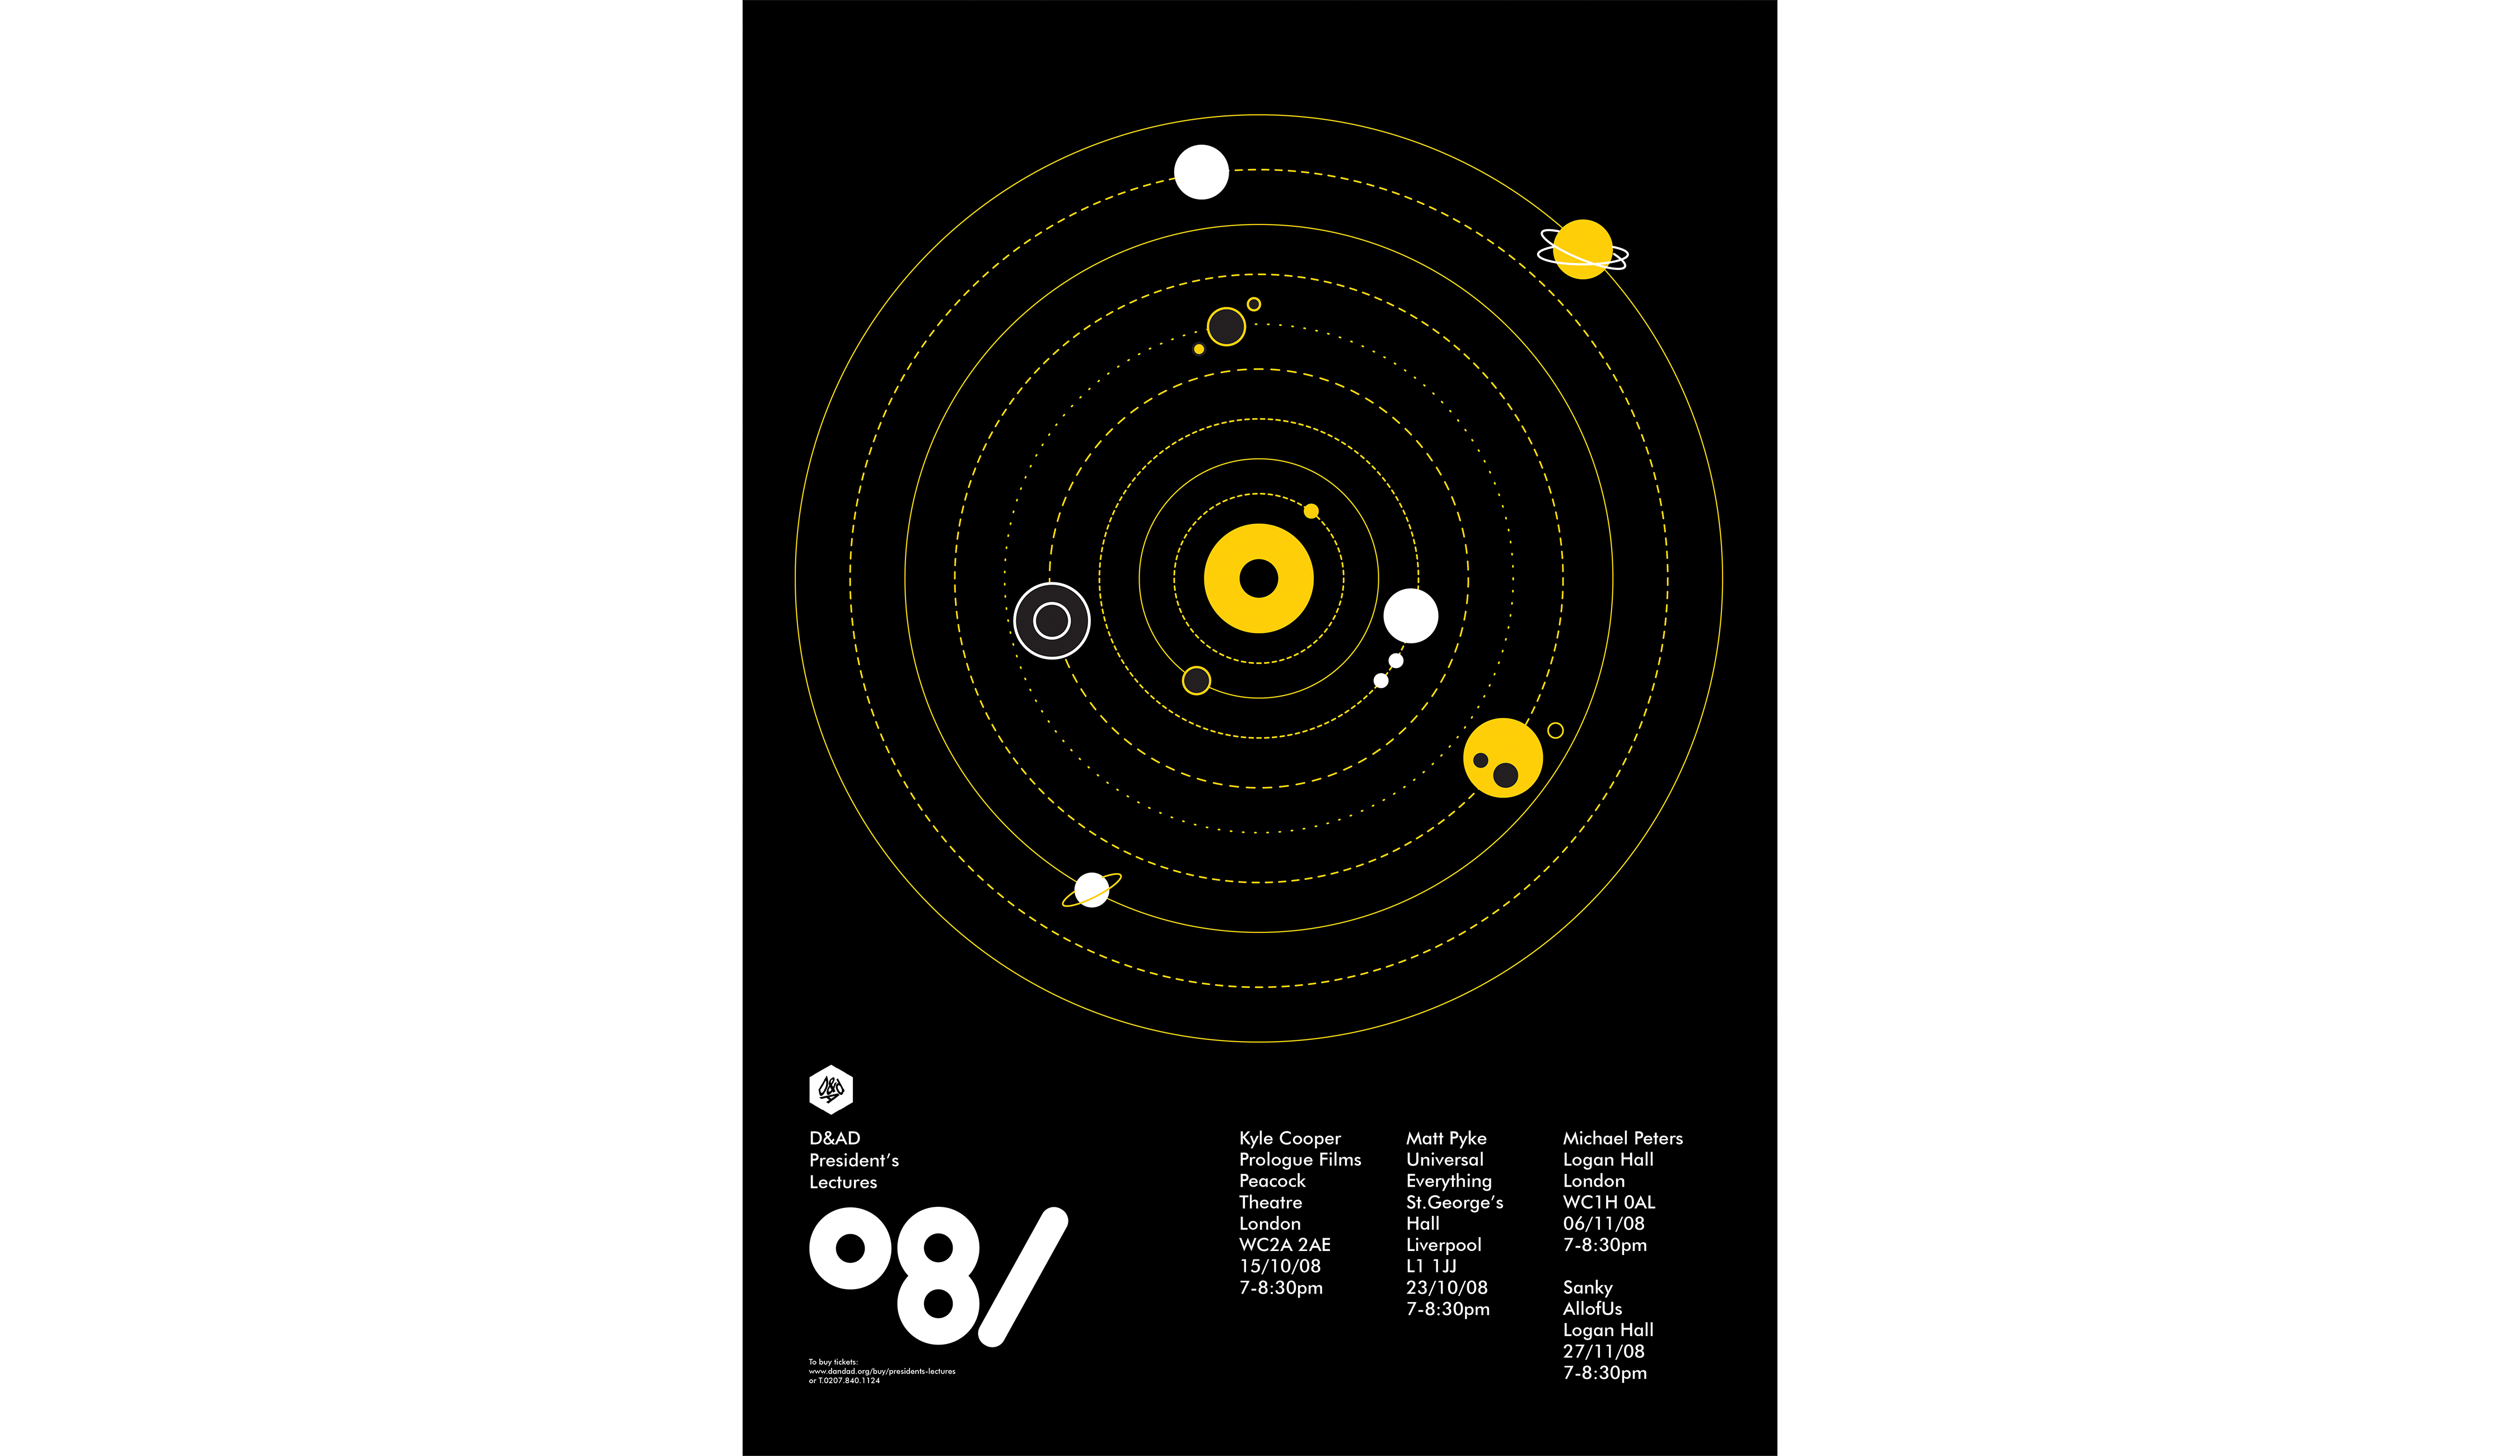 D&AD
D&AD
President's
Lectures
08/
To buy tickets:
www.dandad.org/buy/presidents-lectures
or T.0207.840.1124
Kyle Cooper
Prologue Films
Peacock
Theatre
London
WC2A 2AE
15/10/08
7-8:30pm
Matt Pyke
Universal
Everything
St.George's
Hall
Liverpool
L1 1JJ
23/10/08
7-8:30pm
Michael Peters
Logan Hall
London
WC1H 0AL
06/11/08
7-8:30pm
Sanky
AllofUs
Logan Hall
27/11/08
7-8:30pm